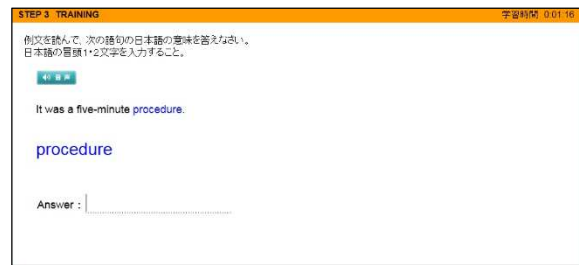 STEP 3 TRAINING 学習時間 0:01:16
例文を読んで、次の語句の日本語の意味を答えなさい。
日本語の冒頭1・2文字を入力すること。
音声
It was a five-minute procedure.
procedure
Answer :